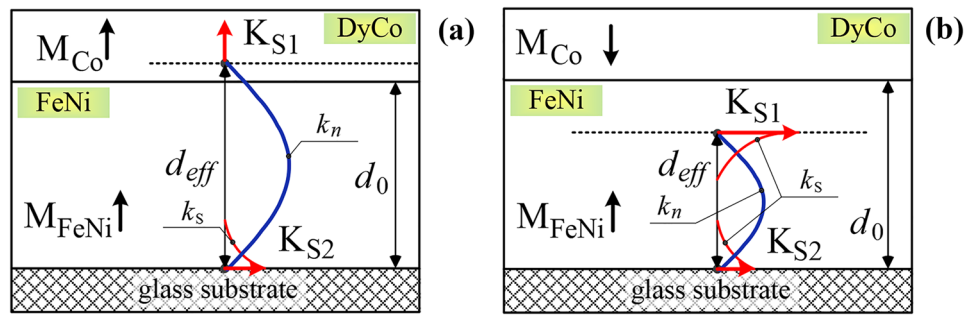 M_Co
K_S1
DyCo
(a)
FeNi
k_n
d_eff
d_0
k_s
M_FeNi
K_S2
glass substrate
M_Co
DyCo
(b)
FeNi
K_S1
d_eff
k_s
k_n
M_FeNi
d_0
K_S2
glass substrate